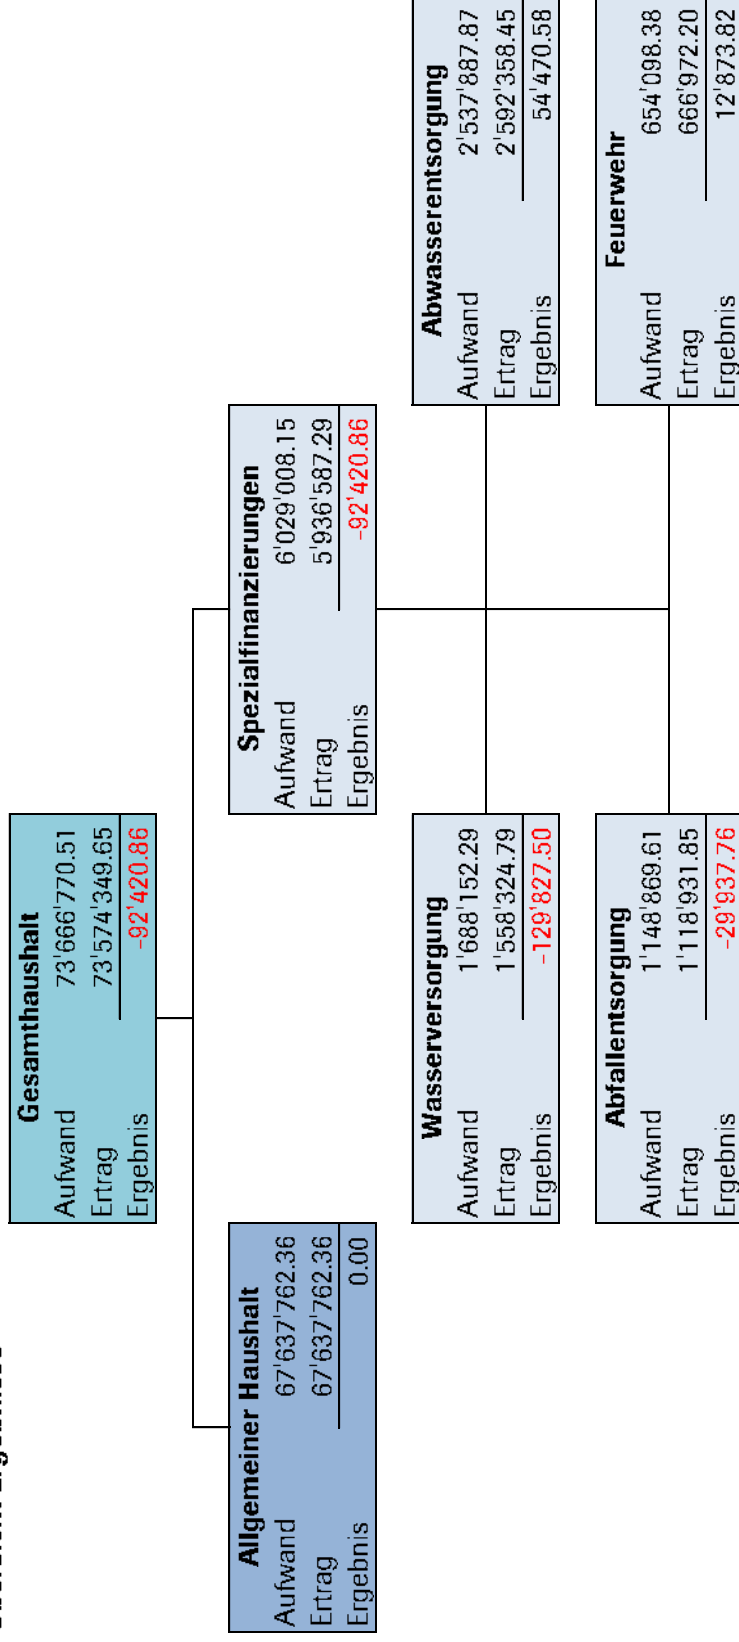 Gesamthaushalt
Aufwand 73'666'770.51
Ertrag 73'574'349.65
Ergebnis -92'420.86
Allgemeiner Haushalt
Aufwand 67'637'762.36
Ertrag 67'637'762.36
Ergebnis 0.00
Spezialfinanzierungen
Aufwand 6'029'008.15
Ertrag 5'936'587.29
Ergebnis -92'420.86
Wasserversorgung
Aufwand 1'688'152.29
Ertrag 1'558'324.79
Ergebnis -129'827.50
Abwasserentsorgung
Aufwand 2'537'887.87
Ertrag 2'592'358.45
Ergebnis 54'470.58
Abfallentsorgung
Aufwand 1'148'869.61
Ertrag 1'118'931.85
Ergebnis -29'937.76
Feuerwehr
Aufwand 654'098.38
Ertrag 666'972.20
Ergebnis 12'873.82